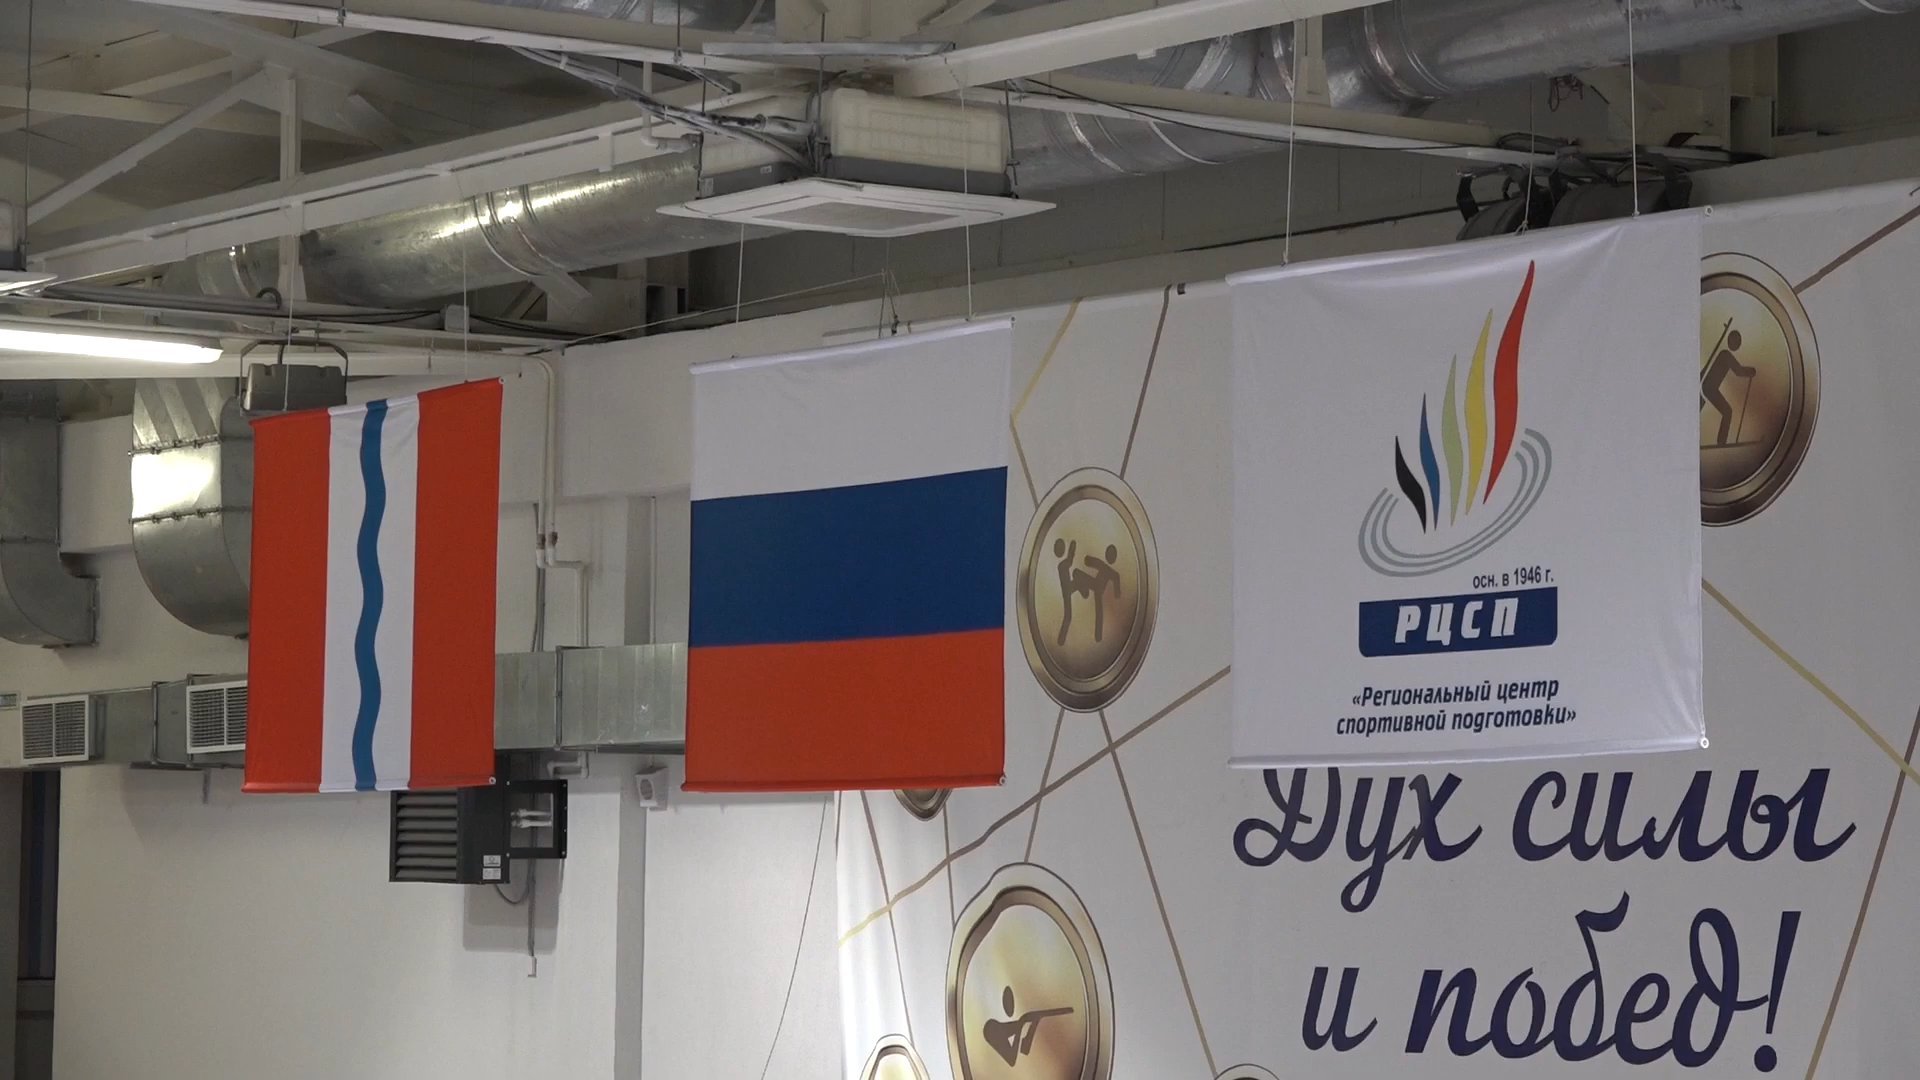 осн. в 1946 г.
РЦСП
«Региональный центр
спортивной подготовки»
Дух силы
и побед!